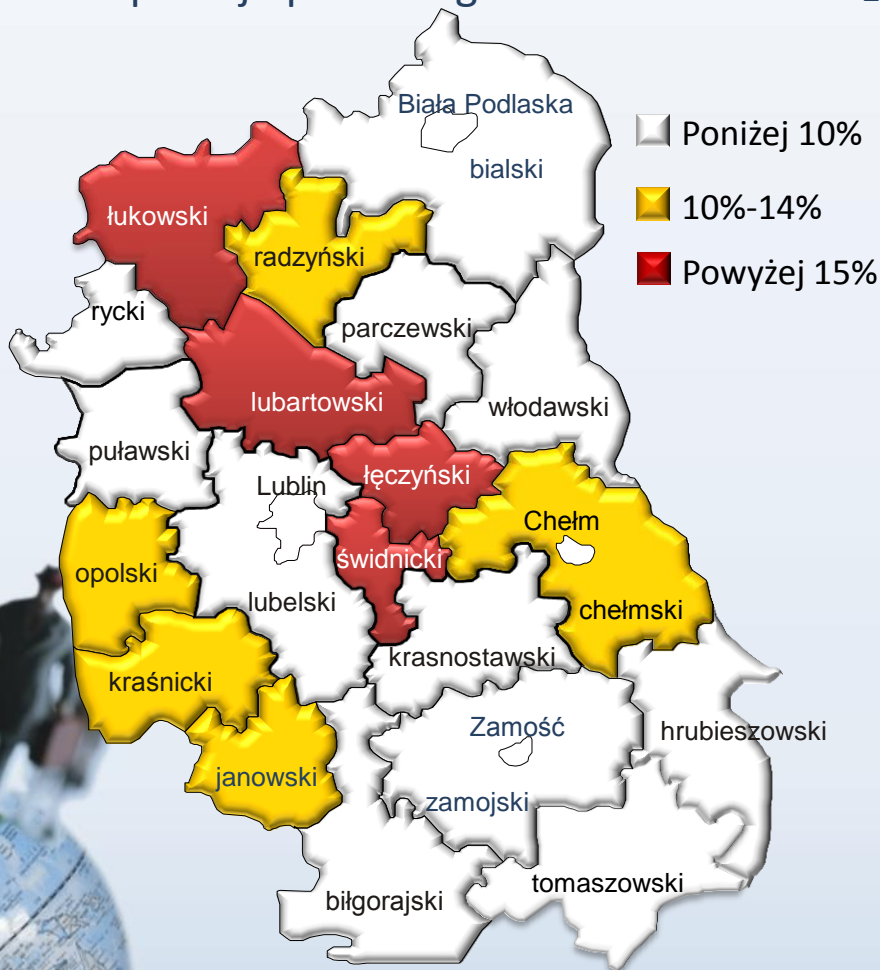 Biała Podlaska
bialski
Poniżej 10%
10%-14%
Powyżej 15%
łukowski
radzyński
rycki
parczewski
lubartowski
włodawski
puławski
łęczyński
Lublin
Chełm
świdnicki
opolski
lubelski
chełmski
krasnostawski
kraśnicki
Zamość
hrubieszowski
janowski
zamojski
tomaszowski
biłgorajski